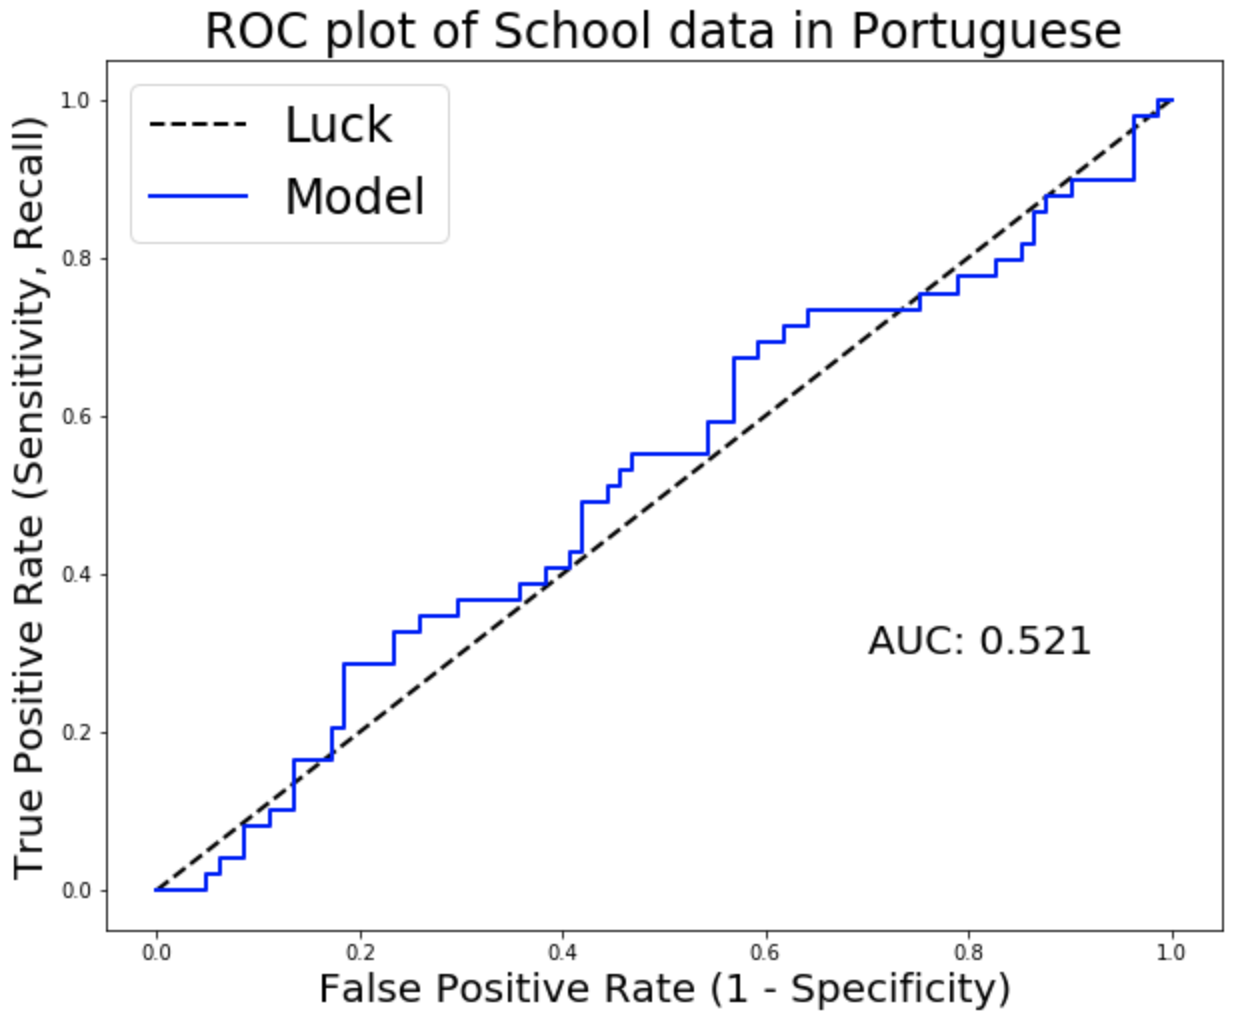 ROC plot of School data in Portuguese
True Positive Rate (Sensitivity, Recall)
1.0
0.8
0.6
0.4
0.2
0.0
Luck
Model
AUC: 0.521
0.0 0.2 0.4 0.6 0.8 1.0
False Positive Rate (1 - Specificity)